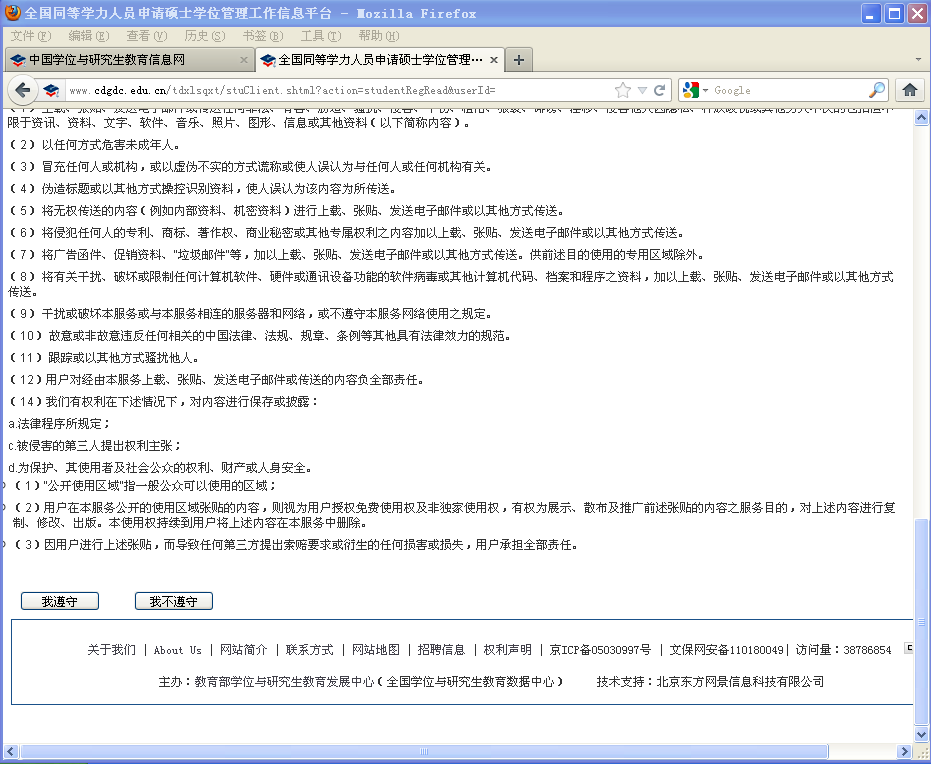 全国同等学力人员申请硕士学位管理工作信息平台 - Mozilla Firefox
文件(F) 编辑(E) 查看(V) 历史(S) 书签(B) 工具(T) 帮助(H)
中国学位与研究生教育信息网 × 全国同等学力人员申请硕士学位管理… × +
www.cdgdc.edu.cn/tdxlsqxt/stuClient.shtml?action=studentRegRead&userId= Google
限于资讯、资料、文字、软件、音乐、照片、图形、信息或其他资料(以下简称内容)。
(2) 以任何方式危害未成年人。
(3) 冒充任何人或机构,或以虚伪不实的方式谎称或使人误认为与任何人或任何机构有关。
(4) 伪造标题或以其他方式操控识别资料,使人误认为该内容为所传送。
(5) 将无权传送的内容(例如内部资料、机密资料)进行上载、张贴、发送电子邮件或以其他方式传送。
(6) 将侵犯任何人的专利、商标、著作权、商业秘密或其他专属权利之内容加以上载、张贴、发送电子邮件或以其他方式传送。
(7) 将广告函件、促销资料、"垃圾邮件"等,加以上载、张贴、发送电子邮件或以其他方式传送。供前述目的使用的专用区域除外。
(8) 将有关干扰、破坏或限制任何计算机软件、硬件或通讯设备功能的软件病毒或其他计算机代码、档案和程序之资料,加以上载、张贴、发送电子邮件或以其他方式
传送。
(9) 干扰或破坏本服务或与本服务相连的服务器和网络,或不遵守本服务网络使用之规定。
(10) 故意或非故意违反任何相关的中国法律、法规、规章、条例等其他具有法律效力的规范。
(11) 跟踪或以其他方式骚扰他人。
(12)用户对经由本服务上载、张贴、发送电子邮件或传送的内容负全部责任。
(14)我们有权利在下述情况下,对内容进行保存或披露:
a.法律程序所规定;
c.被侵害的第三人提出权利主张;
d.为保护、其使用者及社会公众的权利、财产或人身安全。
(1)"公开使用区域"指一般公众可以使用的区域;
(2)用户在本服务公开的使用区域张贴的内容,则视为用户授权免费使用权及非独家使用权,有权为展示、散布及推广前述张贴的内容之服务目的,对上述内容进行复
制、修改、出版。本使用权持续到用户将上述内容在本服务中删除。
(3)因用户进行上述张贴,而导致任何第三方提出索赔要求或衍生的任何损害或损失,用户承担全部责任。
我遵守 我不遵守
关于我们 | About Us | 网站简介 | 联系方式 | 网站地图 | 招聘信息 | 权利声明 | 京ICP备05030997号 | 文保网安备110180049| 访问量:38786854
主办:教育部学位与研究生教育发展中心(全国学位与研究生教育数据中心) 技术支持:北京东方网景信息科技有限公司